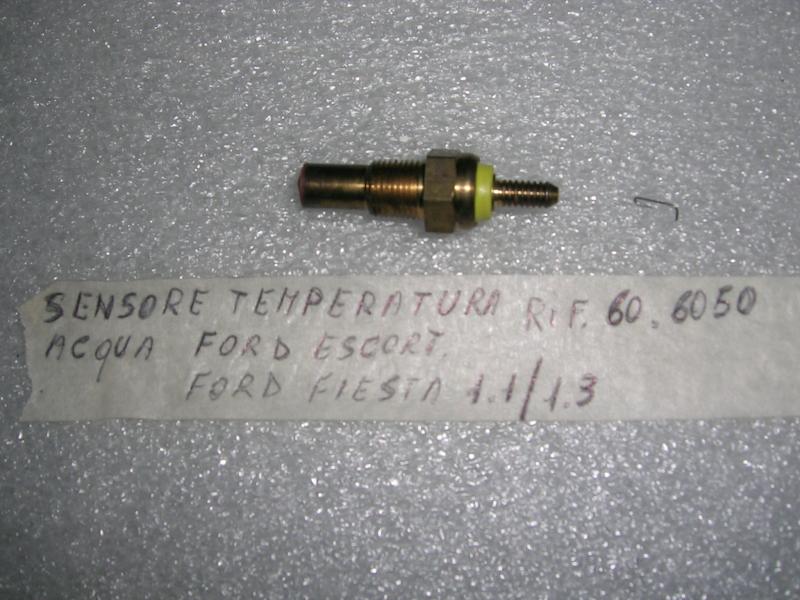 SENSORE TEMPERATURA RIF. 60.6050
ACQUA FORD ESCORT.
FORD FIESTA 1.1/1.3